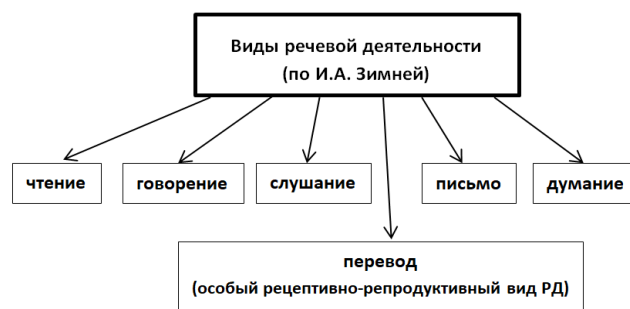 Виды речевой деятельности
(по И.А. Зимней)
чтение
говорение
слушание
письмо
думание
перевод
(особый рецептивно-репродуктивный вид РД)